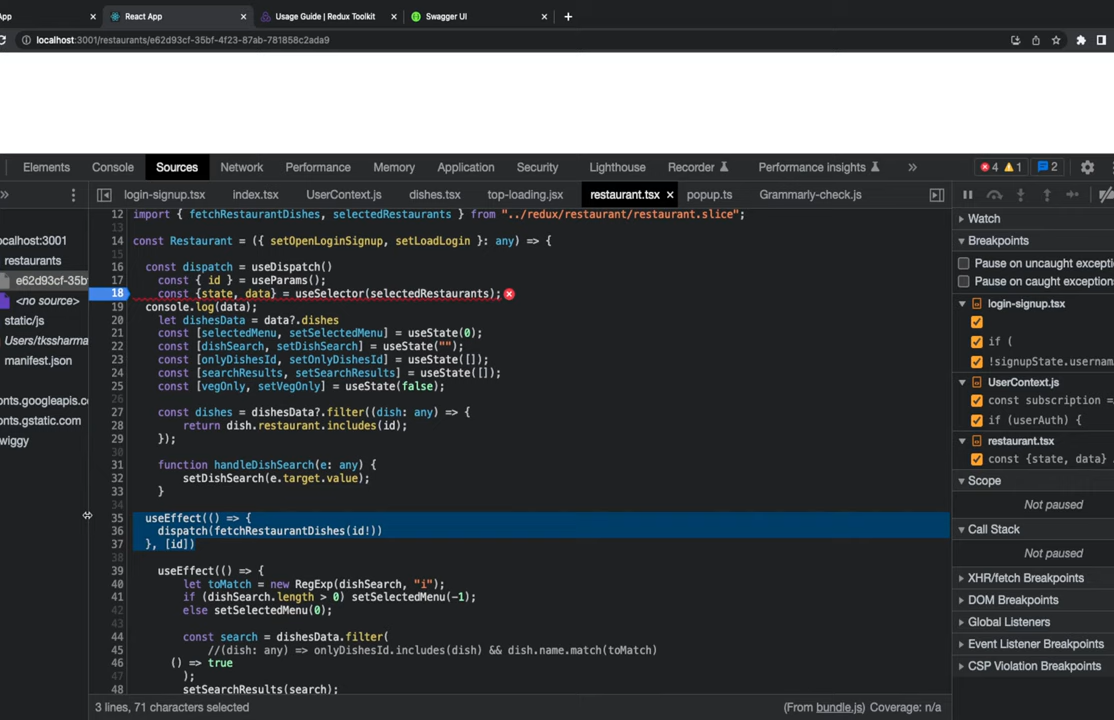 App × React App × Usage Guide | Redux Toolkit × Swagger UI × +
localhost:3001/restaurants/e62d93cf-35bf-4f23-87ab-781858c2ada9
Elements Console Sources Network Performance Memory Application Security Lighthouse Recorder Performance insights » 4 1 2
» login-signup.tsx index.tsx UserContext.js dishes.tsx top-loading.jsx restaurant.tsx × popup.ts Grammarly-check.js
ocalhost:3001
restaurants
e62d93cf-35b
<no source>
static/js
Users/tksharma
manifest.json
onts.googleapis.c
onts.gstatic.com
wiggy
12 import { fetchRestaurantDishes, selectedRestaurants } from "../redux/restaurant/restaurant.slice";
13
14 const Restaurant = ({ setOpenLoginSignup, setLoadLogin }: any) => {
15
16 const dispatch = useDispatch()
17 const { id } = useParams();
18 const {state, data} = useSelector(selectedRestaurants);
19 console.log(data);
20 let dishesData = data?.dishes
21 const [selectedMenu, setSelectedMenu] = useState(0);
22 const [dishSearch, setDishSearch] = useState("");
23 const [onlyDishesId, setOnlyDishesId] = useState([]);
24 const [searchResults, setSearchResults] = useState([]);
25 const [vegOnly, setVegOnly] = useState(false);
26
27 const dishes = dishesData?.filter((dish: any) => {
28 return dish.restaurant.includes(id);
29 });
30
31 function handleDishSearch(e: any) {
32 setDishSearch(e.target.value);
33 }
34
35 useEffect(() => {
36 dispatch(fetchRestaurantDishes(id!))
37 }, [id])
38
39 useEffect(() => {
40 let toMatch = new RegExp(dishSearch, "i");
41 if (dishSearch.length > 0) setSelectedMenu(-1);
42 else setSelectedMenu(0);
43
44 const search = dishesData.filter(
45 //(dish: any) => onlyDishesId.includes(dish) && dish.name.match(toMatch)
46 () => true
47 );
48 setSearchResults(search);
3 lines, 71 characters selected (From bundle.js) Coverage: n/a
Watch
Breakpoints
Pause on uncaught exceptio
Pause on caught exceptions
login-signup.tsx
if (
!signupState.userna
UserContext.js
const subscription =
if (userAuth) {
restaurant.tsx
const {state, data}
Scope
Not paused
Call Stack
Not paused
XHR/fetch Breakpoints
DOM Breakpoints
Global Listeners
Event Listener Breakpoints
CSP Violation Breakpoints